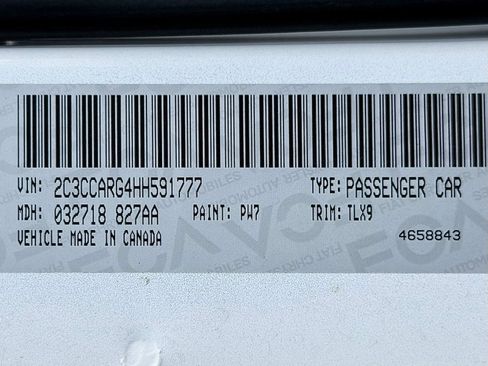 VIN: 2C3CCARG4HH591777 TYPE: PASSENGER CAR
MDH: 032718 827AA PAINT: PW7 TRIM: TLX9
VEHICLE MADE IN CANADA 4658843